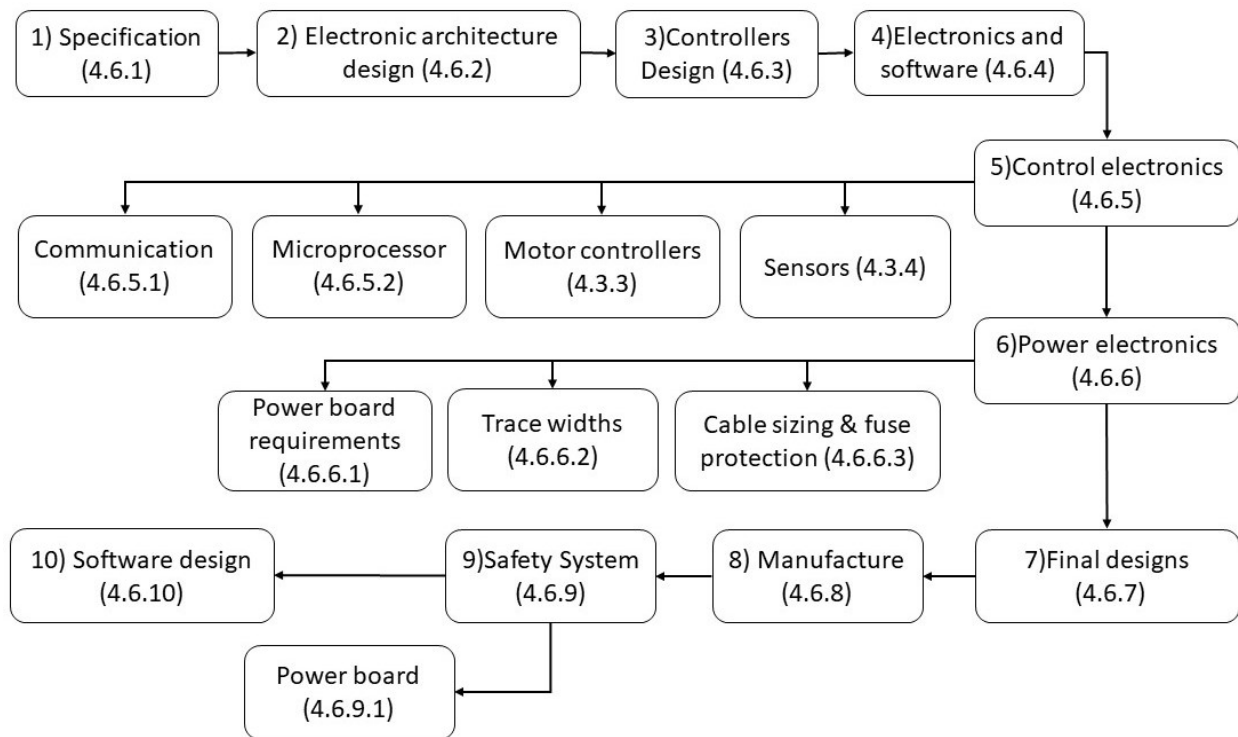 1) Specification
(4.6.1)
2) Electronic architecture
design (4.6.2)
3)Controllers
Design (4.6.3)
4)Electronics and
software (4.6.4)
5)Control electronics
(4.6.5)
Communication
(4.6.5.1)
Microprocessor
(4.6.5.2)
Motor controllers
(4.3.3)
Sensors (4.3.4)
6)Power electronics
(4.6.6)
Power board
requirements
(4.6.6.1)
Trace widths
(4.6.6.2)
Cable sizing & fuse
protection (4.6.6.3)
10) Software design
(4.6.10)
9)Safety System
(4.6.9)
8) Manufacture
(4.6.8)
7)Final designs
(4.6.7)
Power board
(4.6.9.1)